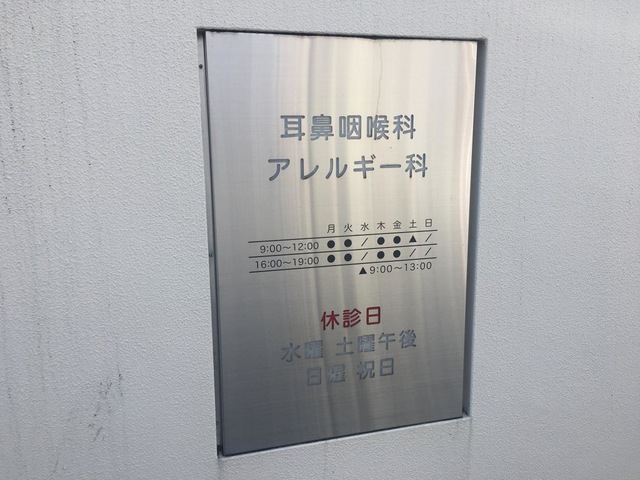 耳鼻咽喉科
アレルギー科
月 火 水 木 金 土 日
9:00～12:00 ● ● ／ ● ● ▲ ／
16:00～19:00 ● ● ／ ● ● ／ ／
▲9:00～13:00
休診日
水曜 土曜午後
日曜 祝日